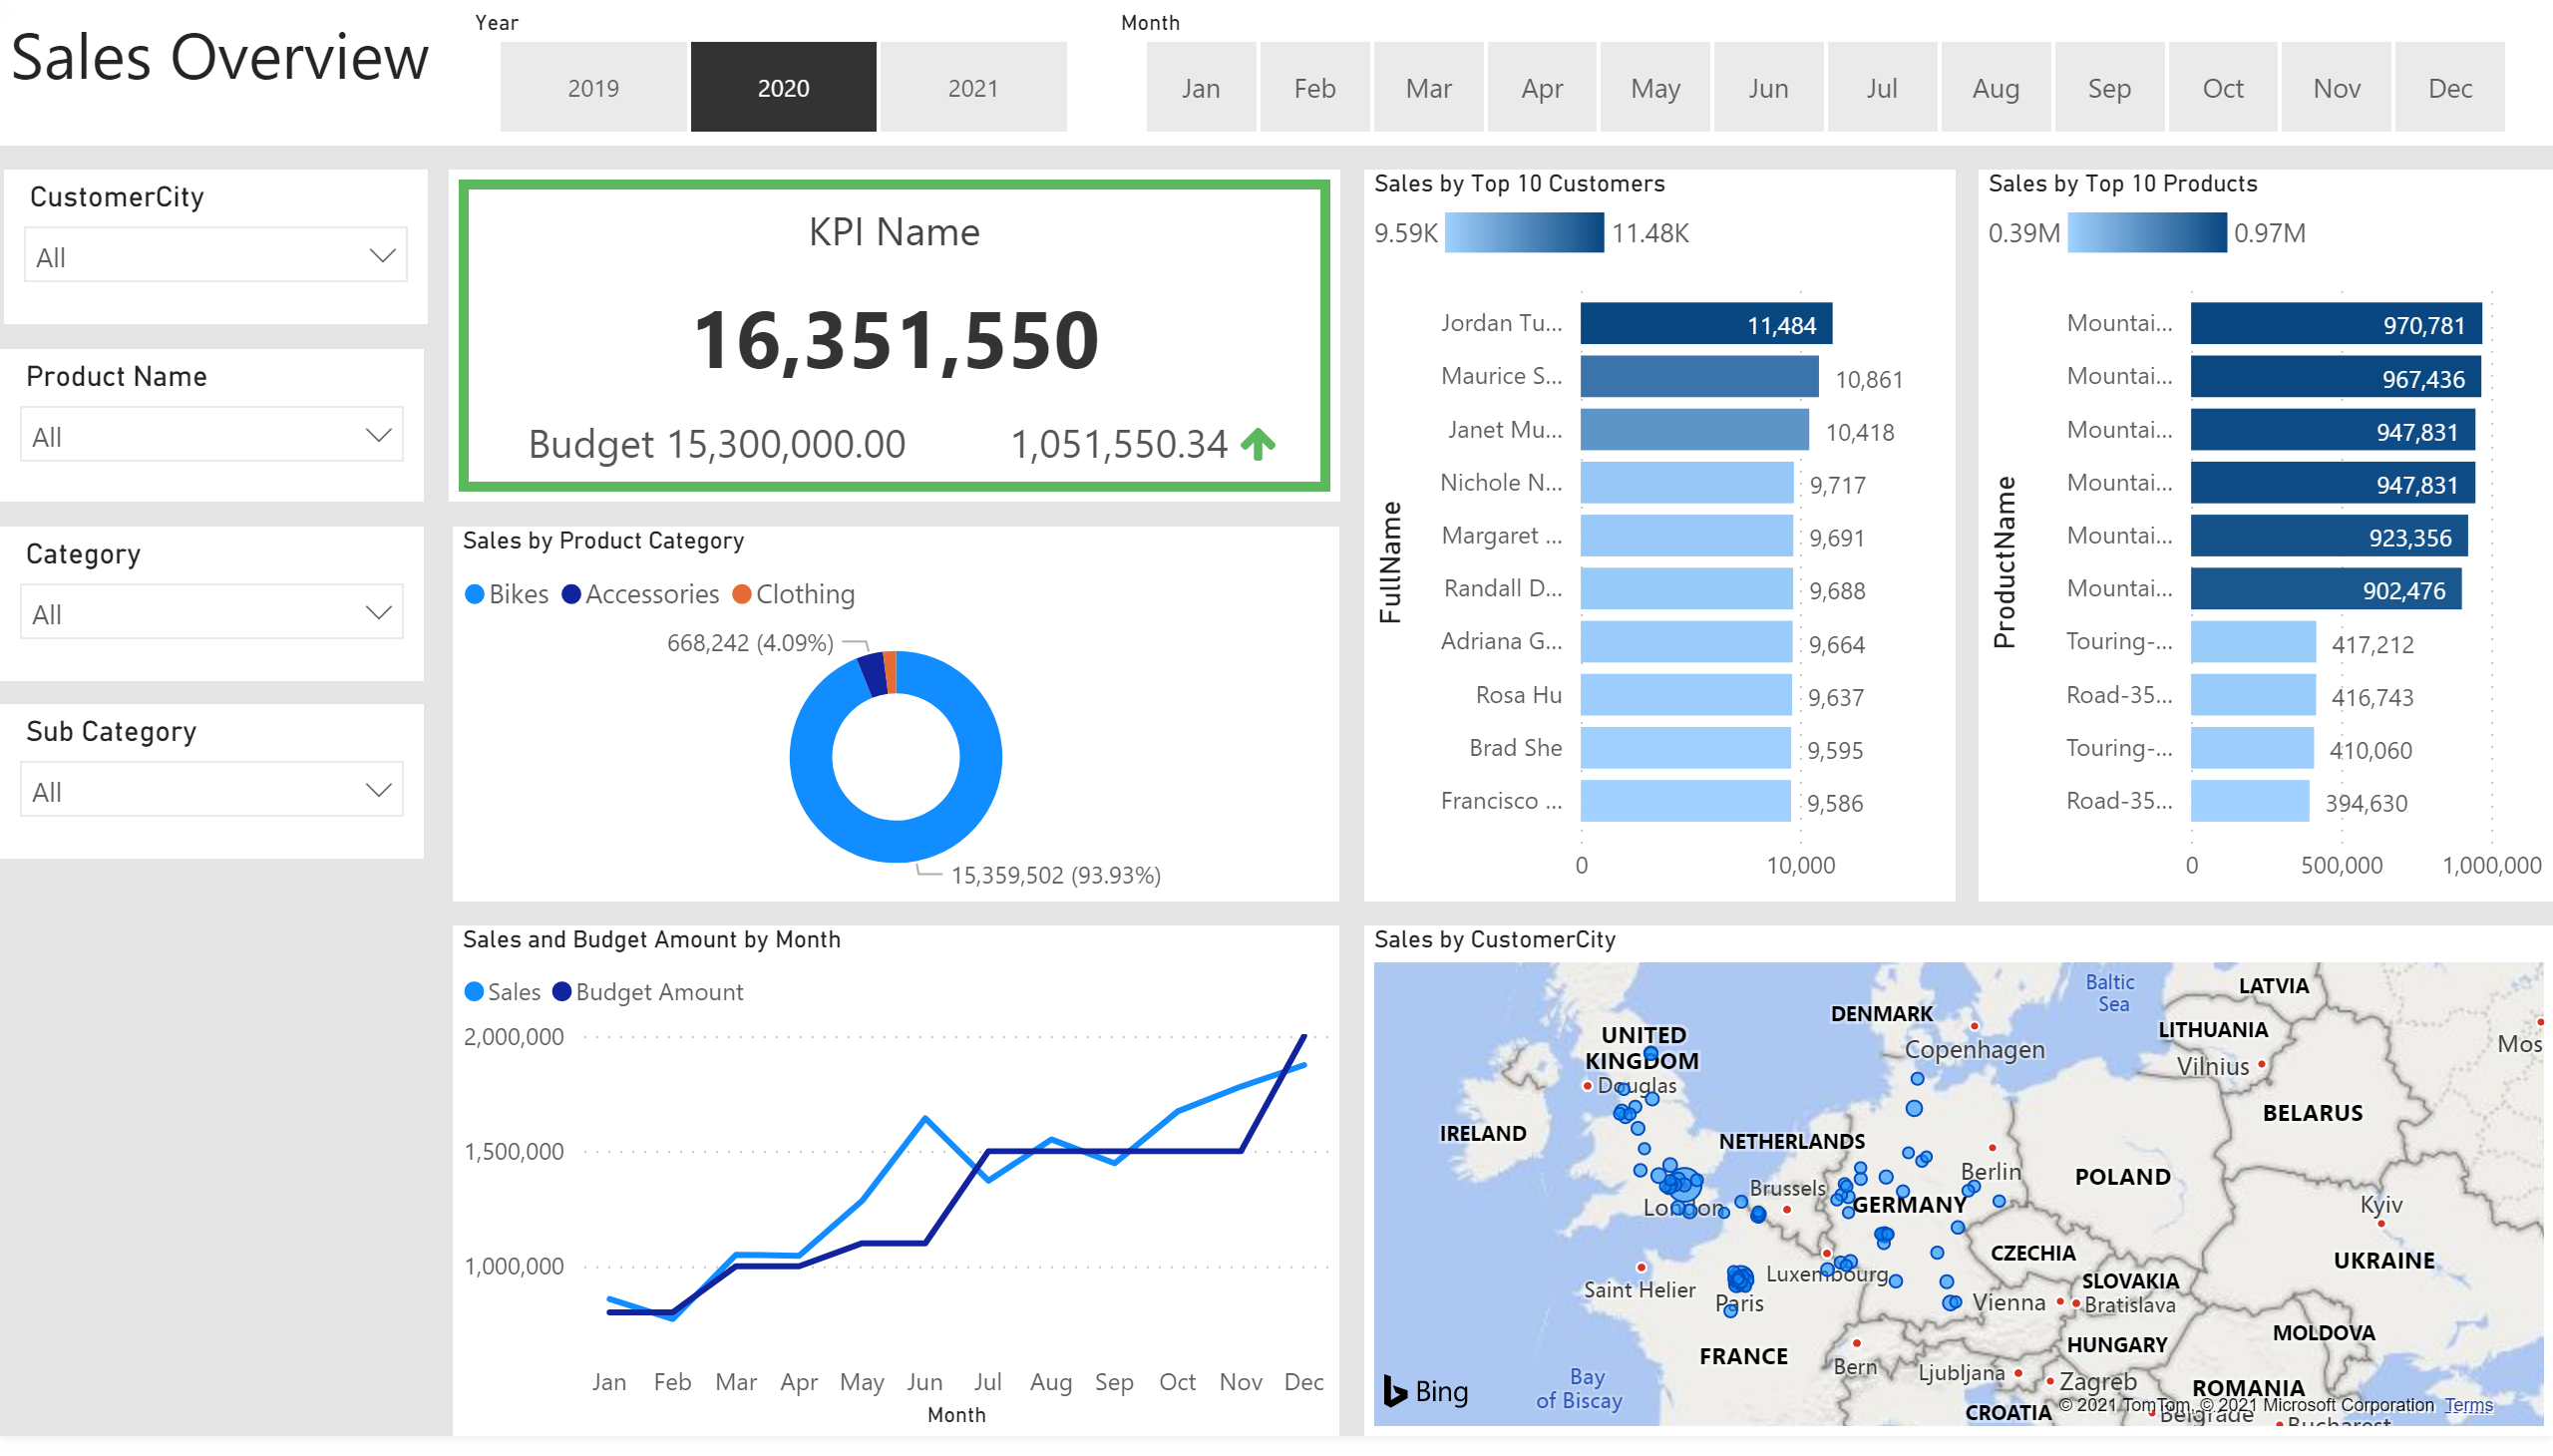 Sales Overview
Year
2019
2020
2021
Month
Jan
Feb
Mar
Apr
May
Jun
Jul
Aug
Sep
Oct
Nov
Dec
CustomerCity
All
Product Name
All
Category
All
Sub Category
All
KPI Name
16,351,550
Budget 15,300,000.00
1,051,550.34
Sales by Product Category
Bikes
Accessories
Clothing
668,242 (4.09%)
15,359,502 (93.93%)
Sales by Top 10 Customers
9.59K
11.48K
FullName
Jordan Tu... 11,484
Maurice S... 10,861
Janet Mu... 10,418
Nichole N... 9,717
Margaret ... 9,691
Randall D... 9,688
Adriana G... 9,664
Rosa Hu 9,637
Brad She 9,595
Francisco ... 9,586
0 10,000
Sales by Top 10 Products
0.39M
0.97M
ProductName
Mountai... 970,781
Mountai... 967,436
Mountai... 947,831
Mountai... 947,831
Mountai... 923,356
Mountai... 902,476
Touring-... 417,212
Road-35... 416,743
Touring-... 410,060
Road-35... 394,630
0 500,000 1,000,000
Sales and Budget Amount by Month
Sales
Budget Amount
2,000,000
1,500,000
1,000,000
Jan Feb Mar Apr May Jun Jul Aug Sep Oct Nov Dec
Month
Sales by CustomerCity
Baltic
Sea
LATVIA
DENMARK
LITHUANIA
UNITED
KINGDOM
Copenhagen
Mos
Vilnius
Douglas
BELARUS
IRELAND
NETHERLANDS
Berlin
POLAND
Brussels
London
GERMANY
Kyiv
CZECHIA
UKRAINE
Luxembourg
SLOVAKIA
Saint Helier
Paris
Vienna
Bratislava
MOLDOVA
HUNGARY
FRANCE
Bern
Ljubljana
Zagreb
Bay
of Biscay
ROMANIA
Bing
CROATIA
© 2021 TomTom, © 2021 Microsoft Corporation Terms
Belgrade
Bucharest